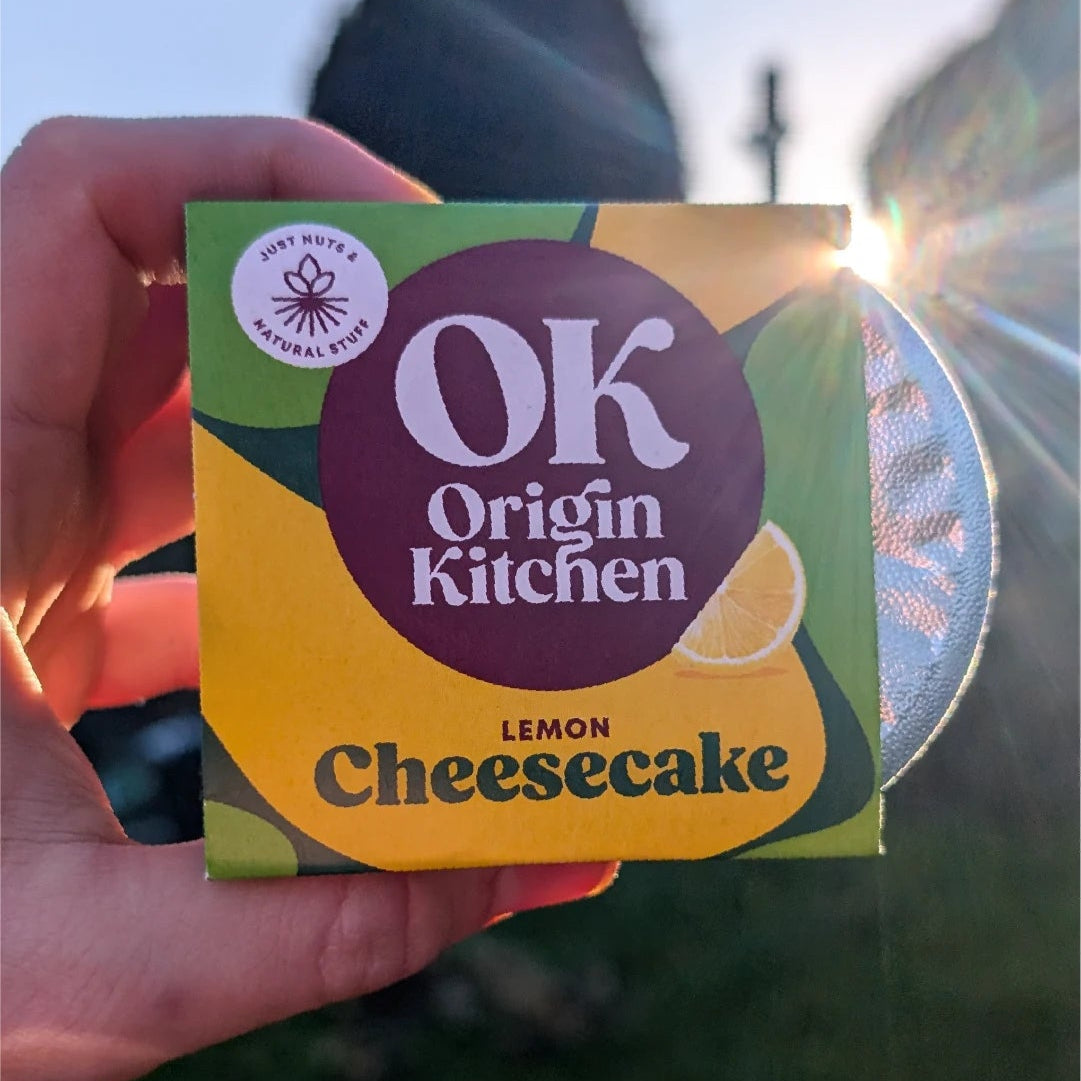 JUST NUTS &
NATURAL STUFF
OK
Origin
Kitchen
LEMON
Cheesecake